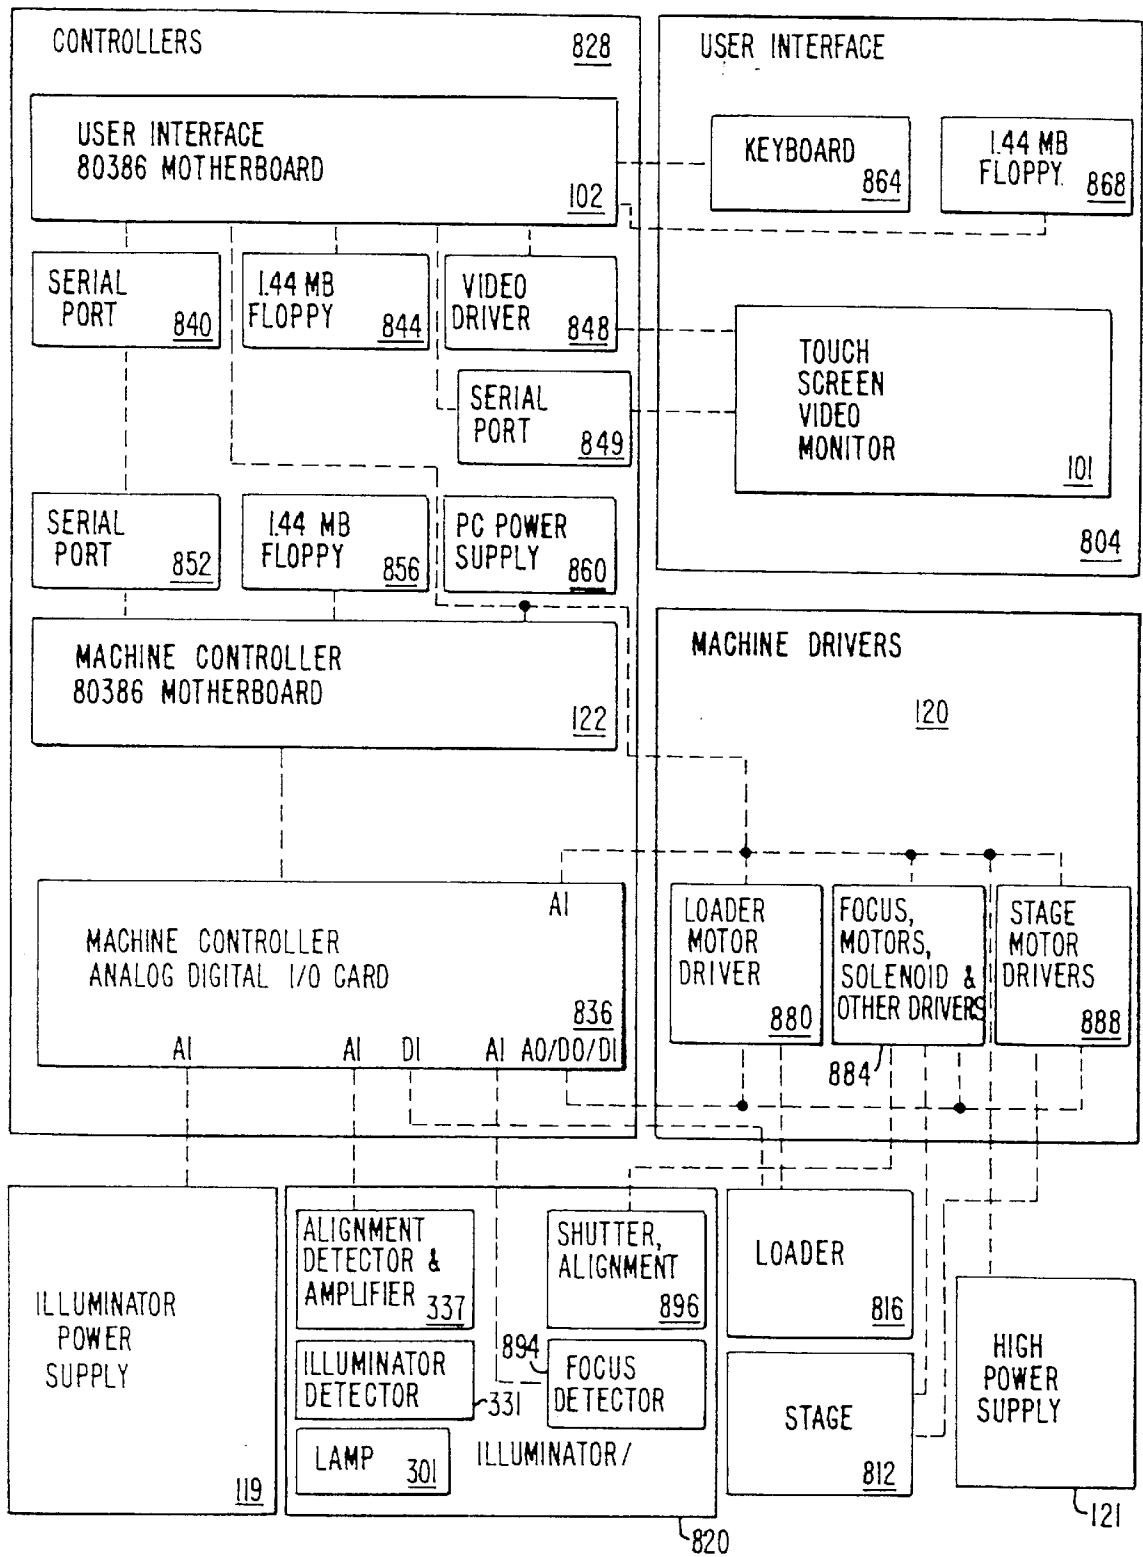 CONTROLLERS
828
USER INTERFACE
80386 MOTHERBOARD
102
SERIAL
PORT
840
1.44 MB
FLOPPY
844
VIDEO
DRIVER
848
SERIAL
PORT
849
SERIAL
PORT
852
1.44 MB
FLOPPY
856
PC POWER
SUPPLY
860
MACHINE CONTROLLER
80386 MOTHERBOARD
122
AI
MACHINE CONTROLLER
ANALOG DIGITAL I/O CARD
836
AI
AI
DI
AI
AO/DO/DI
USER INTERFACE
KEYBOARD
864
1.44 MB
FLOPPY.
868
TOUCH
SCREEN
VIDEO
MONITOR
101
804
MACHINE DRIVERS
120
LOADER
MOTOR
DRIVER
880
FOCUS,
MOTORS,
SOLENOID &
OTHER DRIVERS
884
STAGE
MOTOR
DRIVERS
888
ILLUMINATOR
POWER
SUPPLY
119
ALIGNMENT
DETECTOR &
AMPLIFIER
337
SHUTTER,
ALIGNMENT
896
ILLUMINATOR
DETECTOR
331
894
FOCUS
DETECTOR
LAMP
301
ILLUMINATOR/
820
LOADER
816
STAGE
812
HIGH
POWER
SUPPLY
121